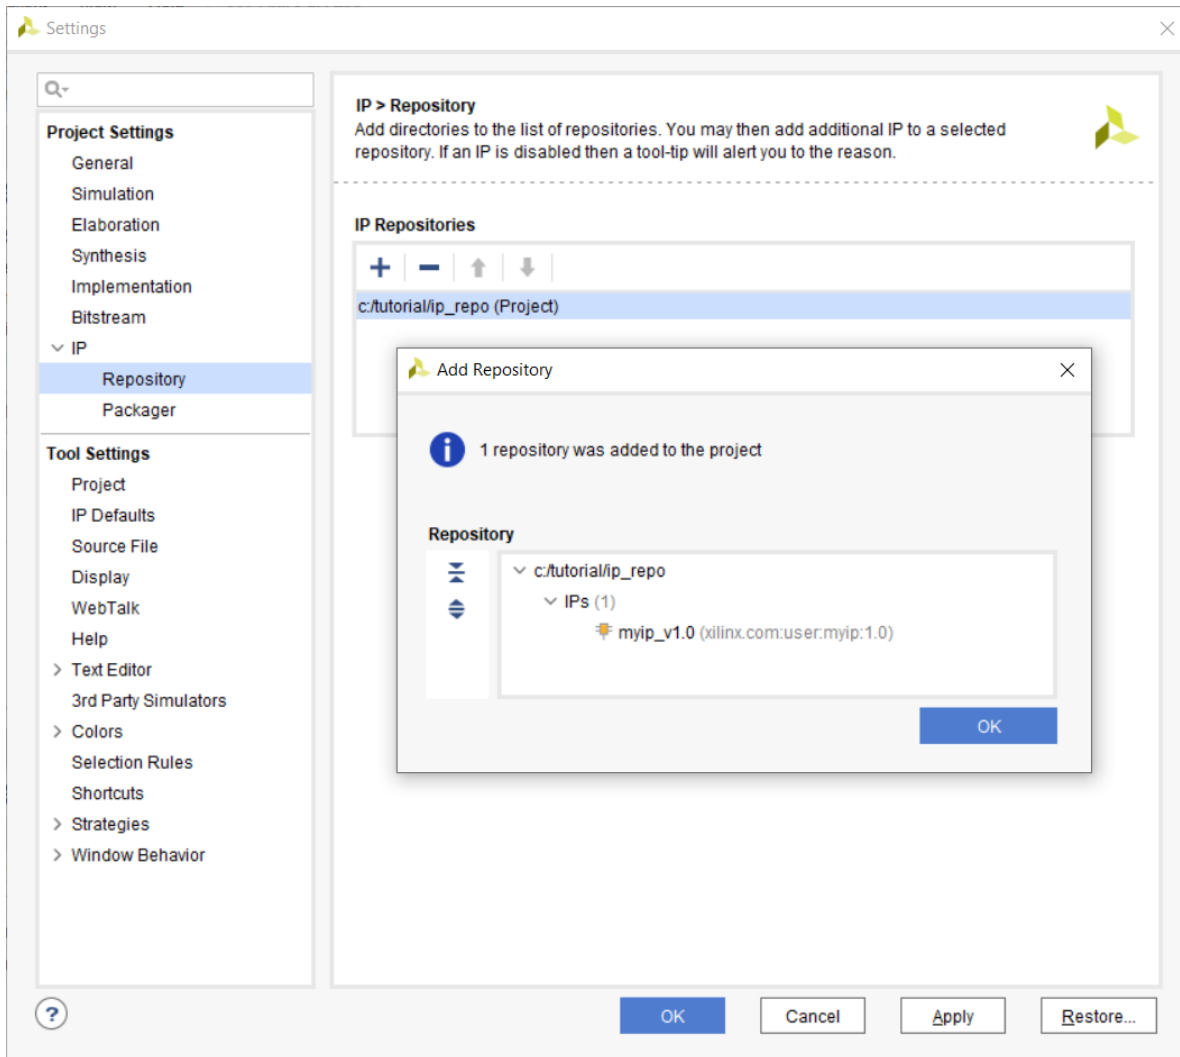 Settings
Project Settings
General
Simulation
Elaboration
Synthesis
Implementation
Bitstream
IP
Repository
Packager
Tool Settings
Project
IP Defaults
Source File
Display
WebTalk
Help
Text Editor
3rd Party Simulators
Colors
Selection Rules
Shortcuts
Strategies
Window Behavior
IP > Repository
Add directories to the list of repositories. You may then add additional IP to a selected
repository. If an IP is disabled then a tool-tip will alert you to the reason.
IP Repositories
c:/tutorial/ip_repo (Project)
Add Repository
1 repository was added to the project
Repository
c:/tutorial/ip_repo
IPs (1)
myip_v1.0 (xilinx.com:user:myip:1.0)
OK
?
OK
Cancel
Apply
Restore...